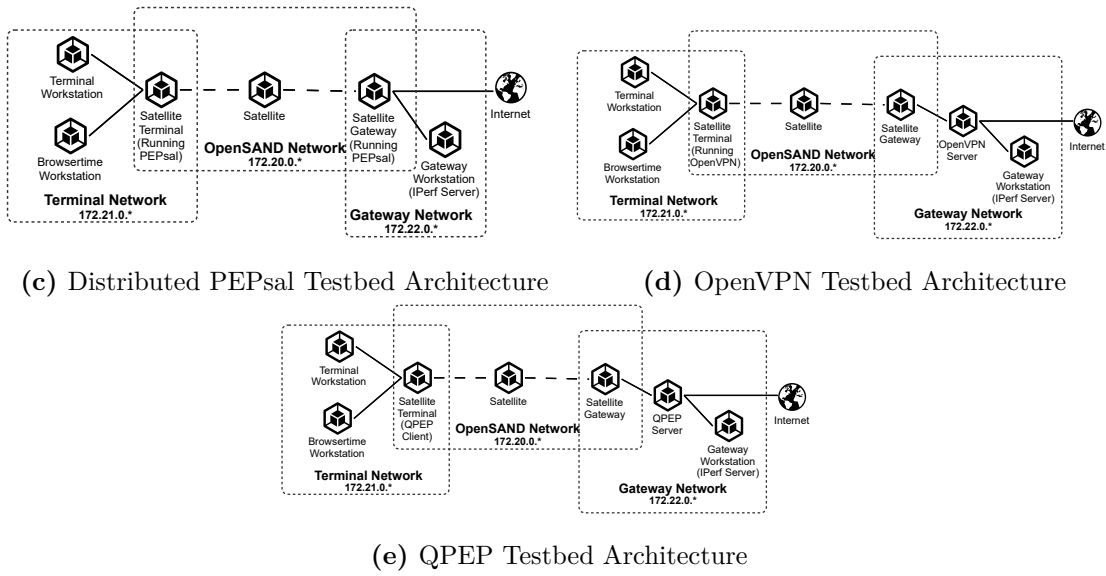 Terminal
Workstation
Browsertime
Workstation
Satellite
Terminal
(Running
PEPsal)
Satellite
Satellite
Gateway
(Running
PEPsal)
Internet
Gateway
Workstation
(IPerf Server)
OpenSAND Network
172.20.0.*
Terminal Network
172.21.0.*
Gateway Network
172.22.0.*
(c) Distributed PEPsal Testbed Architecture
Terminal
Workstation
Browsertime
Workstation
Satellite
Terminal
(Running
OpenVPN)
Satellite
Satellite
Gateway
OpenVPN
Server
Internet
Gateway
Workstation
(IPerf Server)
OpenSAND Network
172.20.0.*
Terminal Network
172.21.0.*
Gateway Network
172.22.0.*
(d) OpenVPN Testbed Architecture
Terminal
Workstation
Browsertime
Workstation
Satellite
Terminal
(QPEP
Client)
Satellite
Satellite
Gateway
QPEP
Server
Internet
Gateway
Workstation
(IPerf Server)
OpenSAND Network
172.20.0.*
Terminal Network
172.21.0.*
Gateway Network
172.22.0.*
(e) QPEP Testbed Architecture